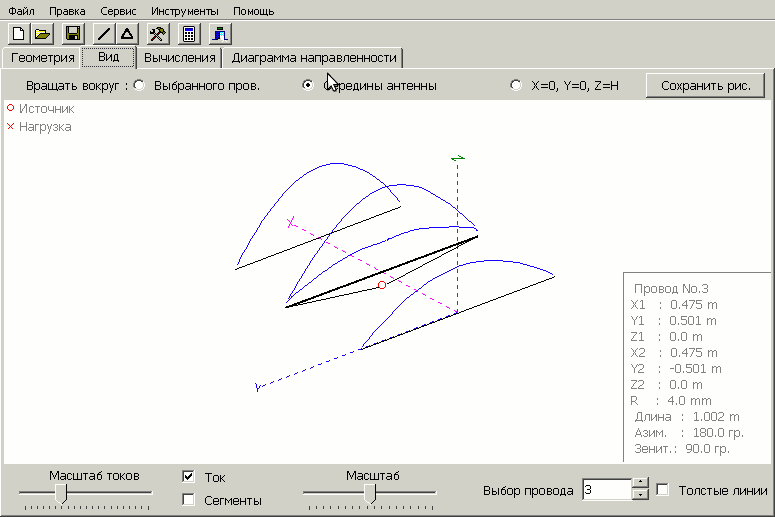 Файл Правка Сервис Инструменты Помощь
Геометрия Вид Вычисления Диаграмма направленности
Вращать вокруг : Выбранного пров. Середины антенны X=0, Y=0, Z=H Сохранить рис.
Источник
Нагрузка
X
Y
Провод No.3
X1 : 0.475 m
Y1 : 0.501 m
Z1 : 0.0 m
X2 : 0.475 m
Y2 : -0.501 m
Z2 : 0.0 m
R : 4.0 mm
Длина : 1.002 m
Азим. : 180.0 гр.
Зенит.: 90.0 гр.
Масштаб токов Ток Масштаб
Сегменты
Выбор провода 3 Толстые линии